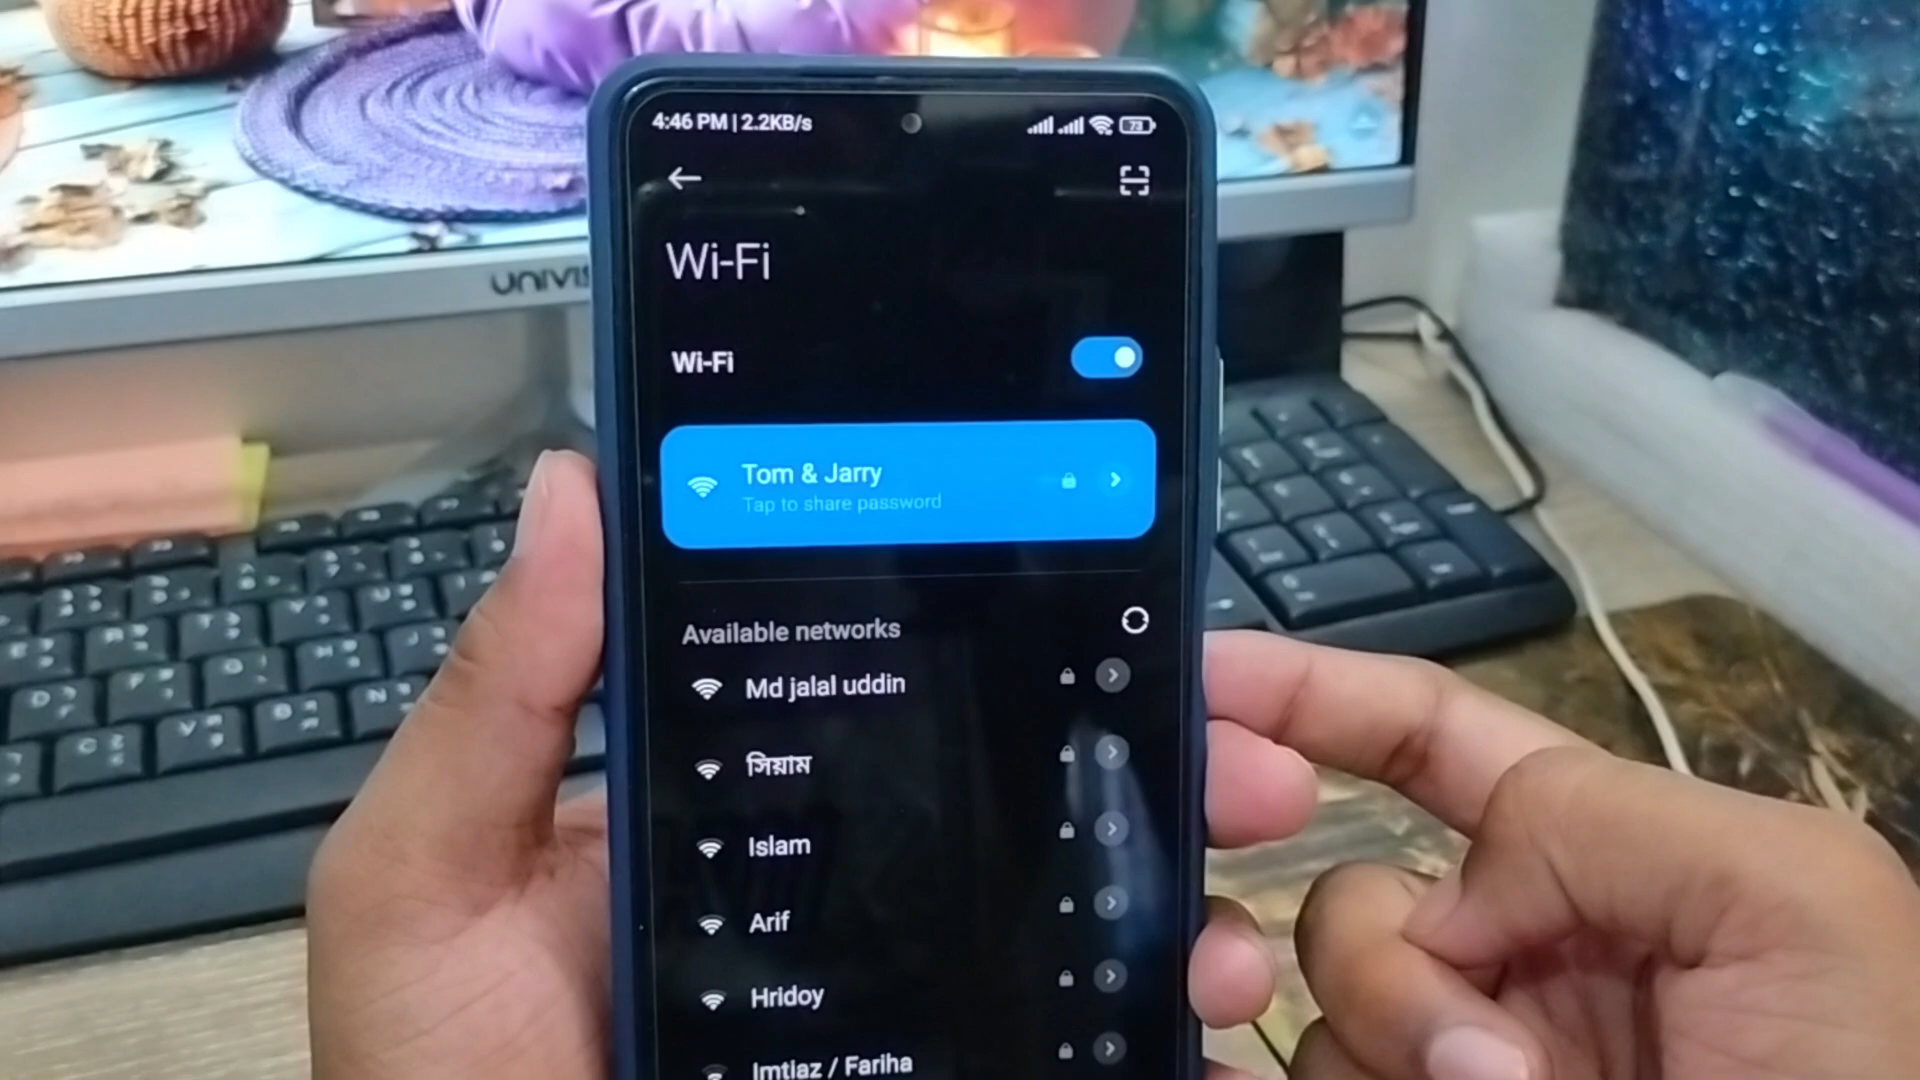 4:46 PM | 2.2KB/s
73
Wi-Fi
Wi-Fi
Tom & Jarry
Tap to share password
Available networks
Md jalal uddin
সিয়াম
Islam
Arif
Hridoy
Imtiaz / Fariha